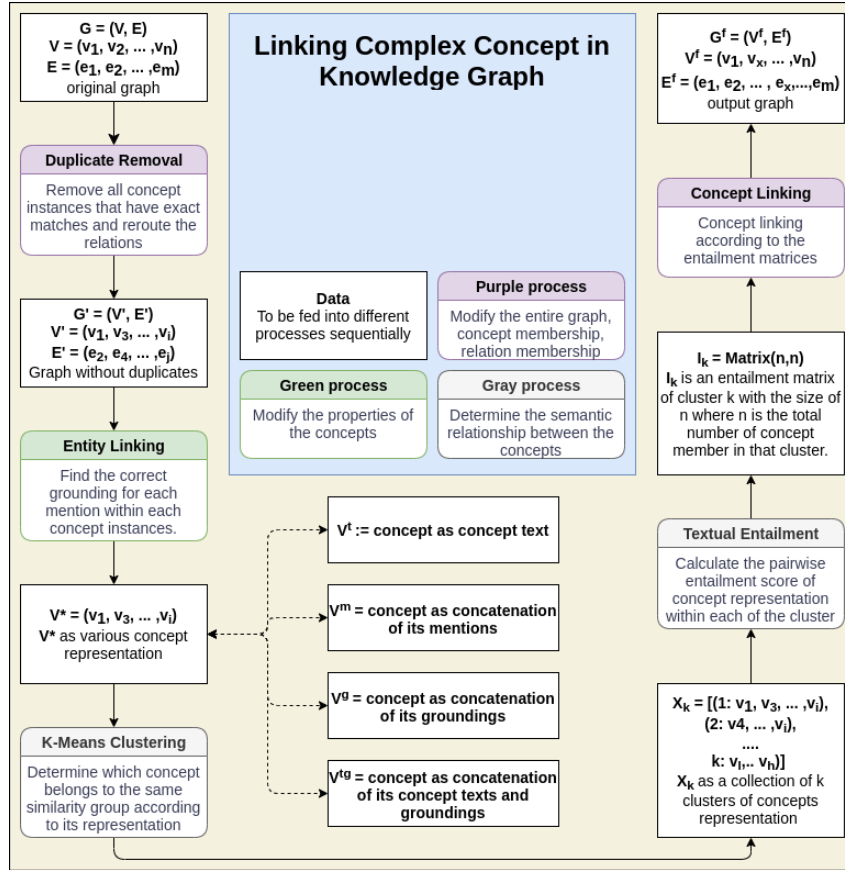 G = (V, E)
V = (v₁, v₂, ... ,vₙ)
E = (e₁, e₂, ... ,eₘ)
original graph
Duplicate Removal
Remove all concept
instances that have exact
matches and reroute the
relations
G' = (V', E')
V' = (v₁, v₃, ... ,vᵢ)
E' = (e₂, e₄, ... ,eⱼ)
Graph without duplicates
Entity Linking
Find the correct
grounding for each
mention within each
concept instances.
V* = (v₁, v₃, ... ,vᵢ)
V* as various concept
representation
K-Means Clustering
Determine which concept
belongs to the same
similarity group according
to its representation
Linking Complex Concept in
Knowledge Graph
Data
To be fed into different
processes sequentially
Purple process
Modify the entire graph,
concept membership,
relation membership
Green process
Modify the properties of
the concepts
Gray process
Determine the semantic
relationship between the
concepts
Vᵗ := concept as concept text
Vᵐ = concept as concatenation
of its mentions
Vᵍ = concept as concatenation
of its groundings
Vᵗᵍ = concept as concatenation
of its concept texts and
groundings
Gᶠ = (Vᶠ, Eᶠ)
Vᶠ = (v₁, vₓ, ... ,vₙ)
Eᶠ = (e₁, e₂, ... , eₓ,...,eₘ)
output graph
Concept Linking
Concept linking
according to the
entailment matrices
Iₖ = Matrix(n,n)
Iₖ is an entailment matrix
of cluster k with the size of
n where n is the total
number of concept
member in that cluster.
Textual Entailment
Calculate the pairwise
entailment score of
concept representation
within each of the cluster
Xₖ = [(1: v₁, v₃, ... ,vᵢ),
(2: v4, ... ,vᵢ),
....
k: vₗ,.. vₕ)]
Xₖ as a collection of k
clusters of concepts
representation